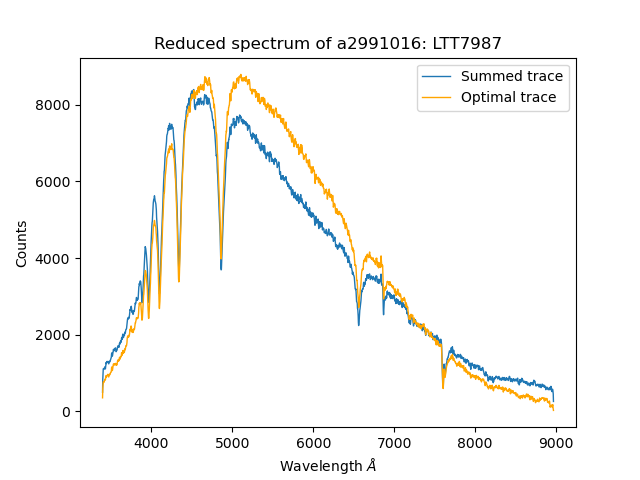 Reduced spectrum of a2991016: LTT7987
Summed trace
Optimal trace
Counts
8000
6000
4000
2000
0
4000 5000 6000 7000 8000 9000
Wavelength Å